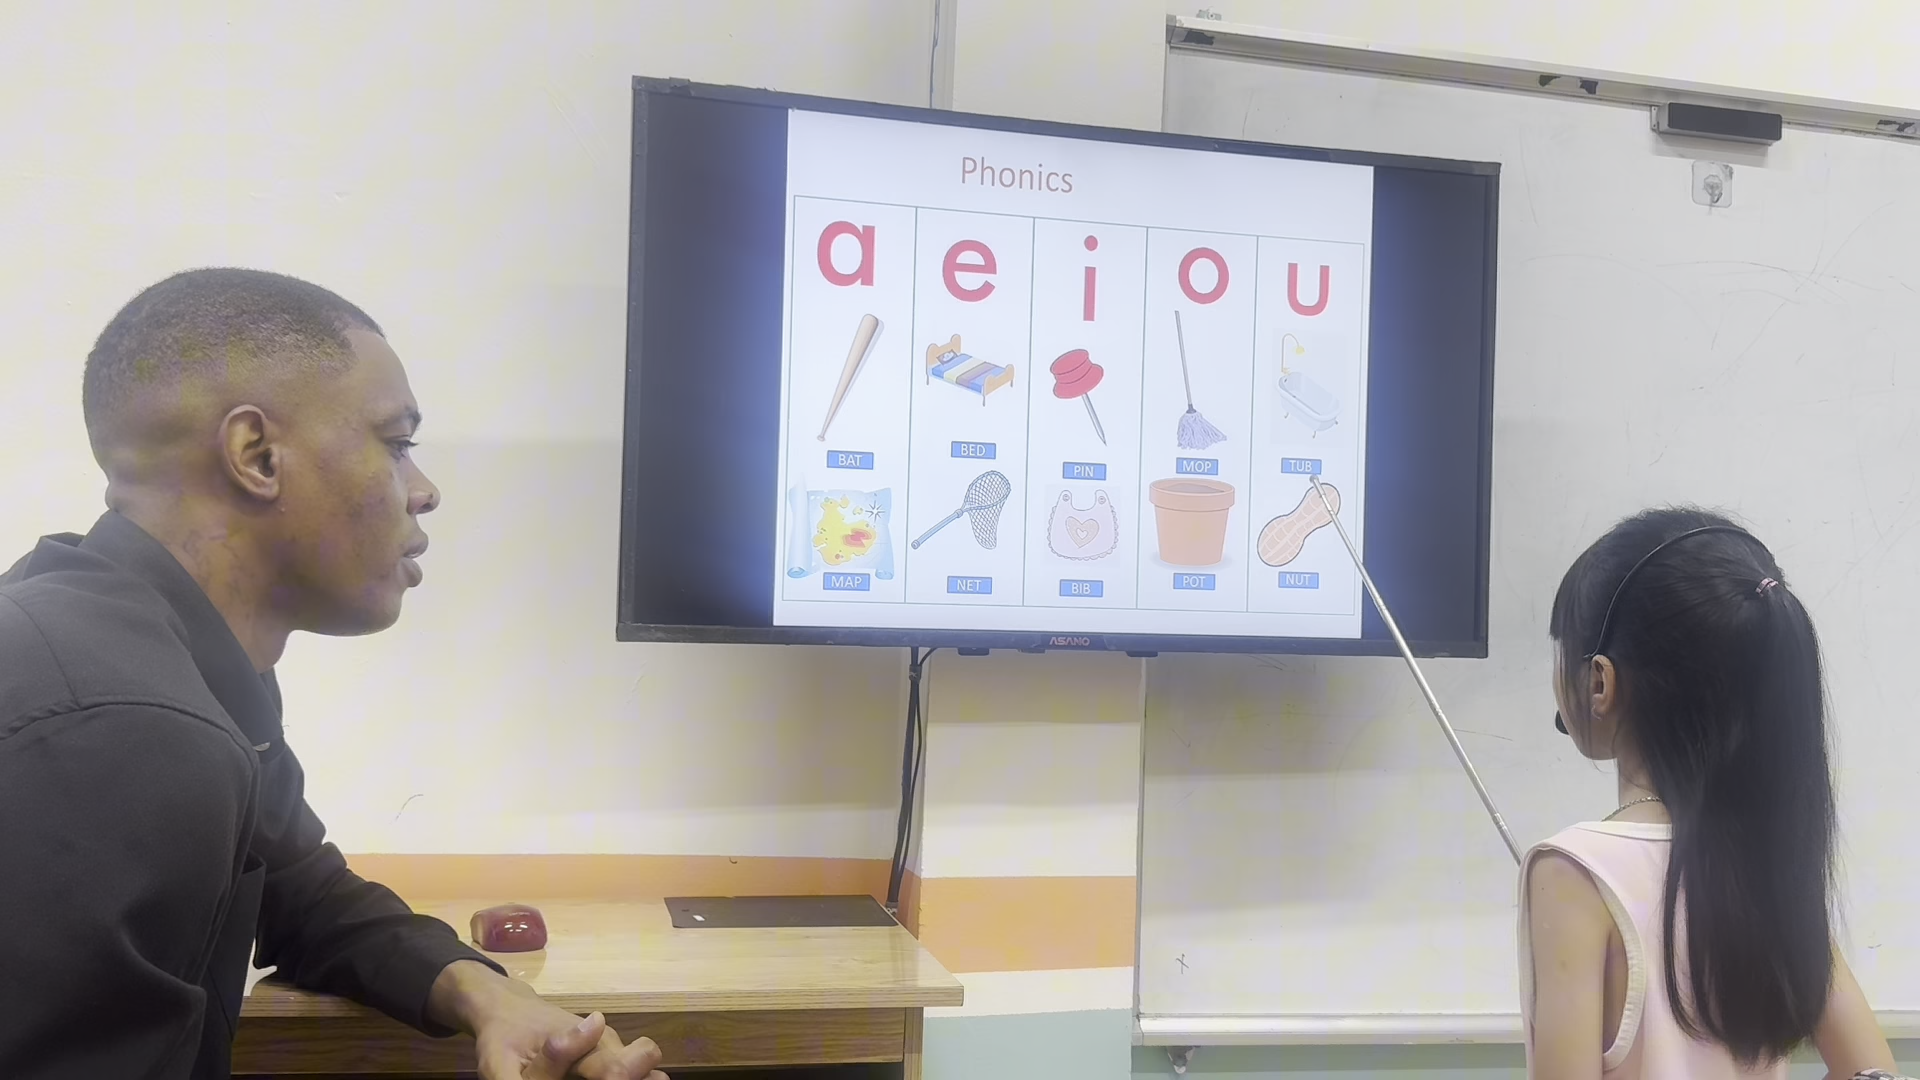 Phonics
a e i o u
BAT BED PIN MOP TUB
MAP NET BIB POT NUT
ASANO